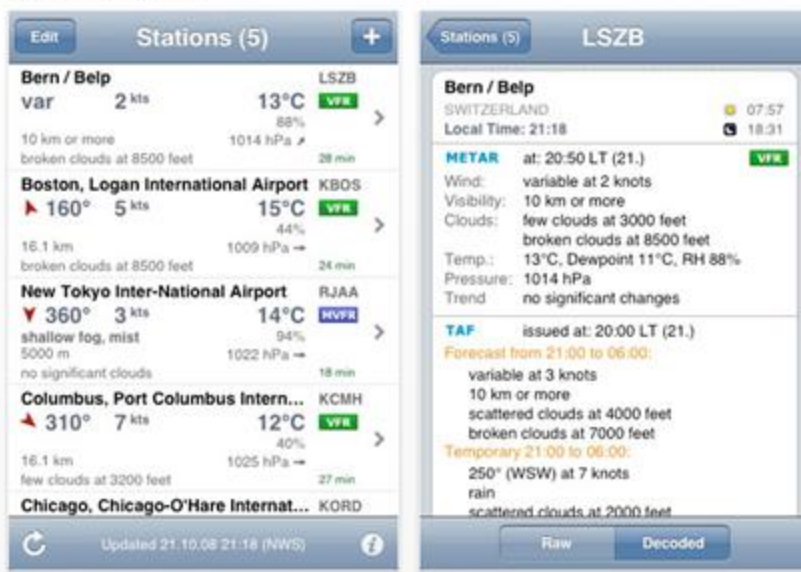 Edit
Stations (5)
+
Bern / Belp LSZB
var 2 kts 13°C VFR
88%
10 km or more 1014 hPa ↗
broken clouds at 8500 feet 28 min
Boston, Logan International Airport KBOS
160° 5 kts 15°C VFR
44%
16.1 km 1009 hPa →
broken clouds at 8500 feet 24 min
New Tokyo Inter-National Airport RJAA
360° 3 kts 14°C MVFR
shallow fog, mist 94%
5000 m 1022 hPa →
no significant clouds 18 min
Columbus, Port Columbus Intern... KCMH
310° 7 kts 12°C VFR
40%
16.1 km 1025 hPa →
few clouds at 3200 feet 27 min
Chicago, Chicago-O'Hare Internat... KORD
Updated 21.10.08 21:18 (NWS)
Stations (5)
LSZB
Bern / Belp
SWITZERLAND 07:57
Local Time: 21:18 18:31
METAR at: 20:50 LT (21.) VFR
Wind: variable at 2 knots
Visibility: 10 km or more
Clouds: few clouds at 3000 feet
broken clouds at 8500 feet
Temp.: 13°C, Dewpoint 11°C, RH 88%
Pressure: 1014 hPa
Trend no significant changes
TAF issued at: 20:00 LT (21.)
Forecast from 21:00 to 06:00:
variable at 3 knots
10 km or more
scattered clouds at 4000 feet
broken clouds at 7000 feet
Temporary 21:00 to 06:00:
250° (WSW) at 7 knots
rain
scattered clouds at 2000 feet
Raw Decoded